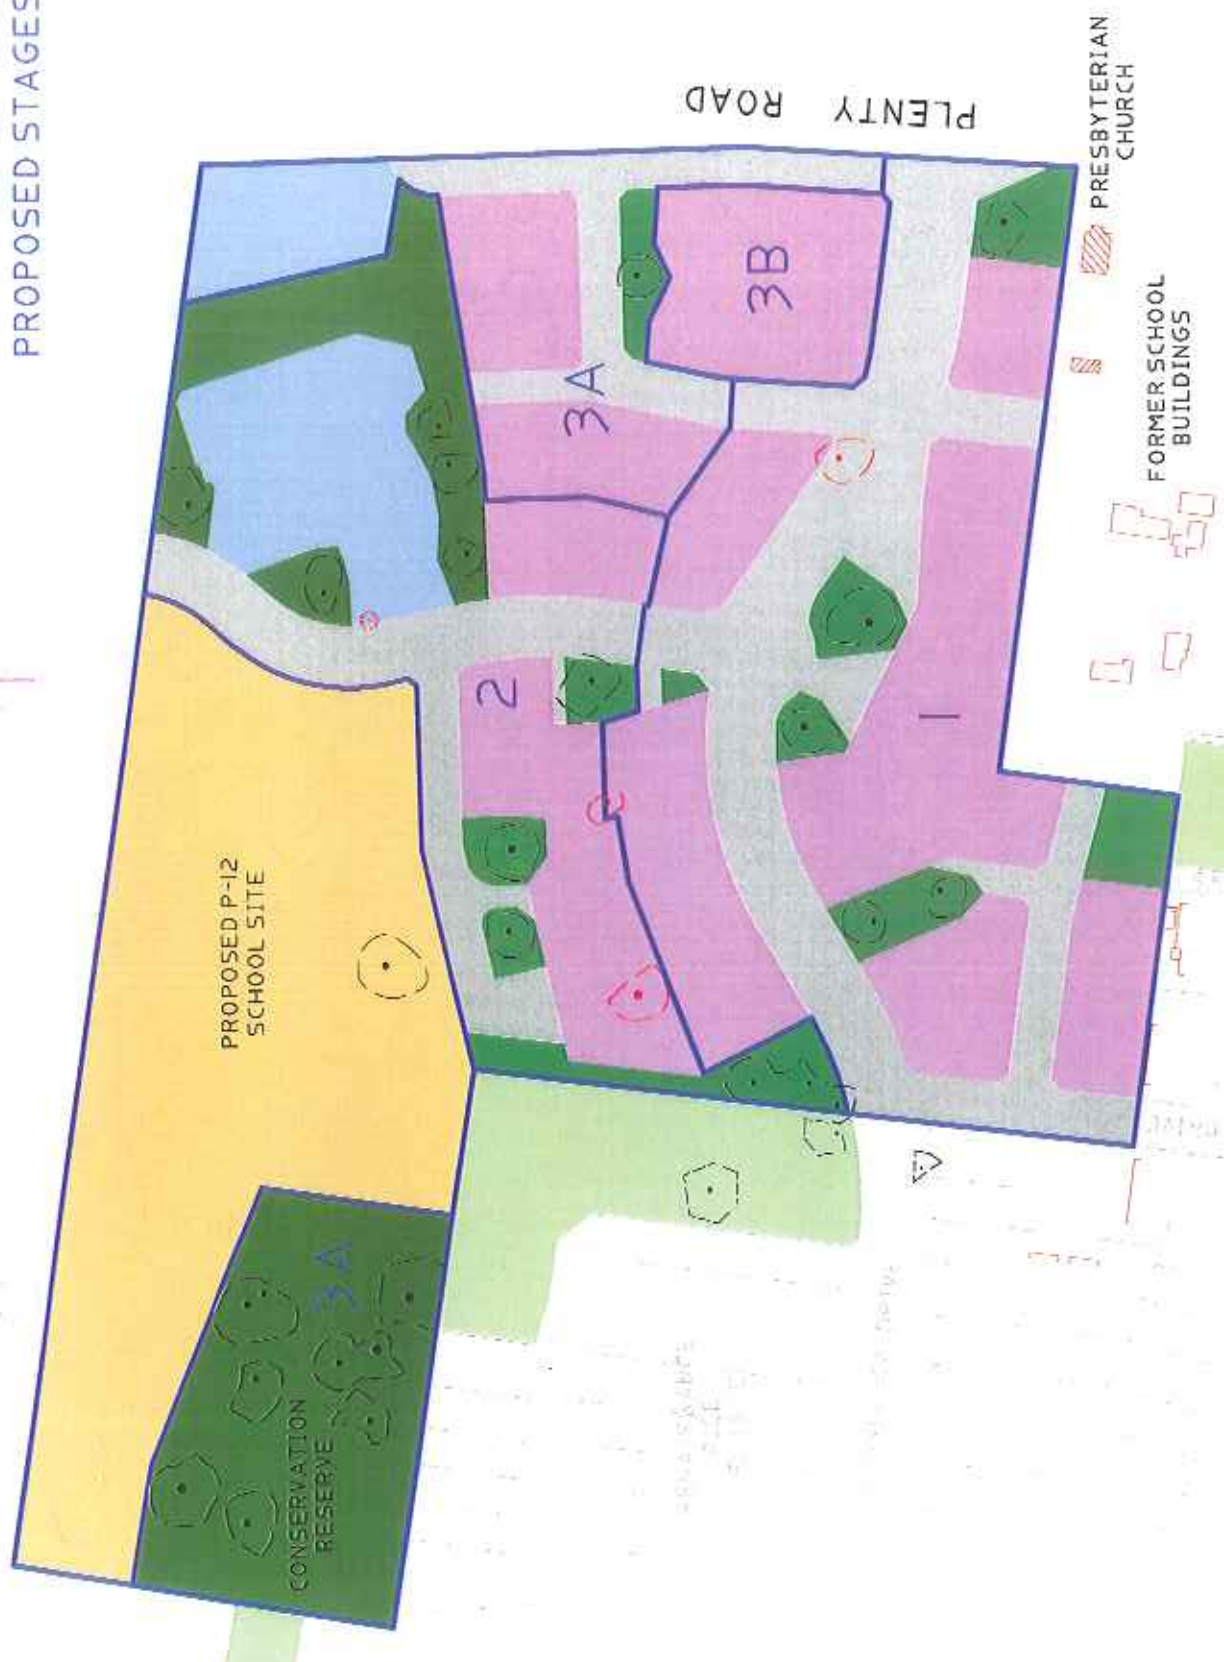 PROPOSED STAGES
PLENTY ROAD
PRESBYTERIAN
CHURCH
FORMER SCHOOL
BUILDINGS
3B
3A
2
1
PROPOSED P-12
SCHOOL SITE
3A
CONSERVATION
RESERVE